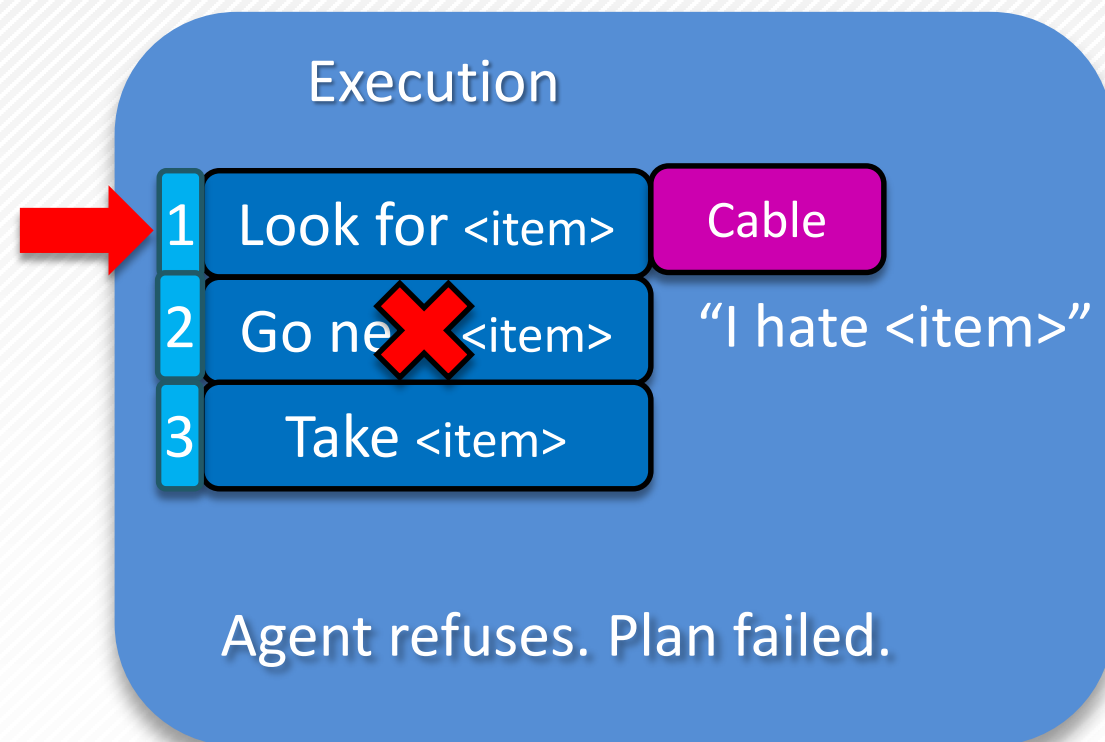 Execution
1 Look for <item> Cable
2 Go ne <item> "I hate <item>"
3 Take <item>
Agent refuses. Plan failed.